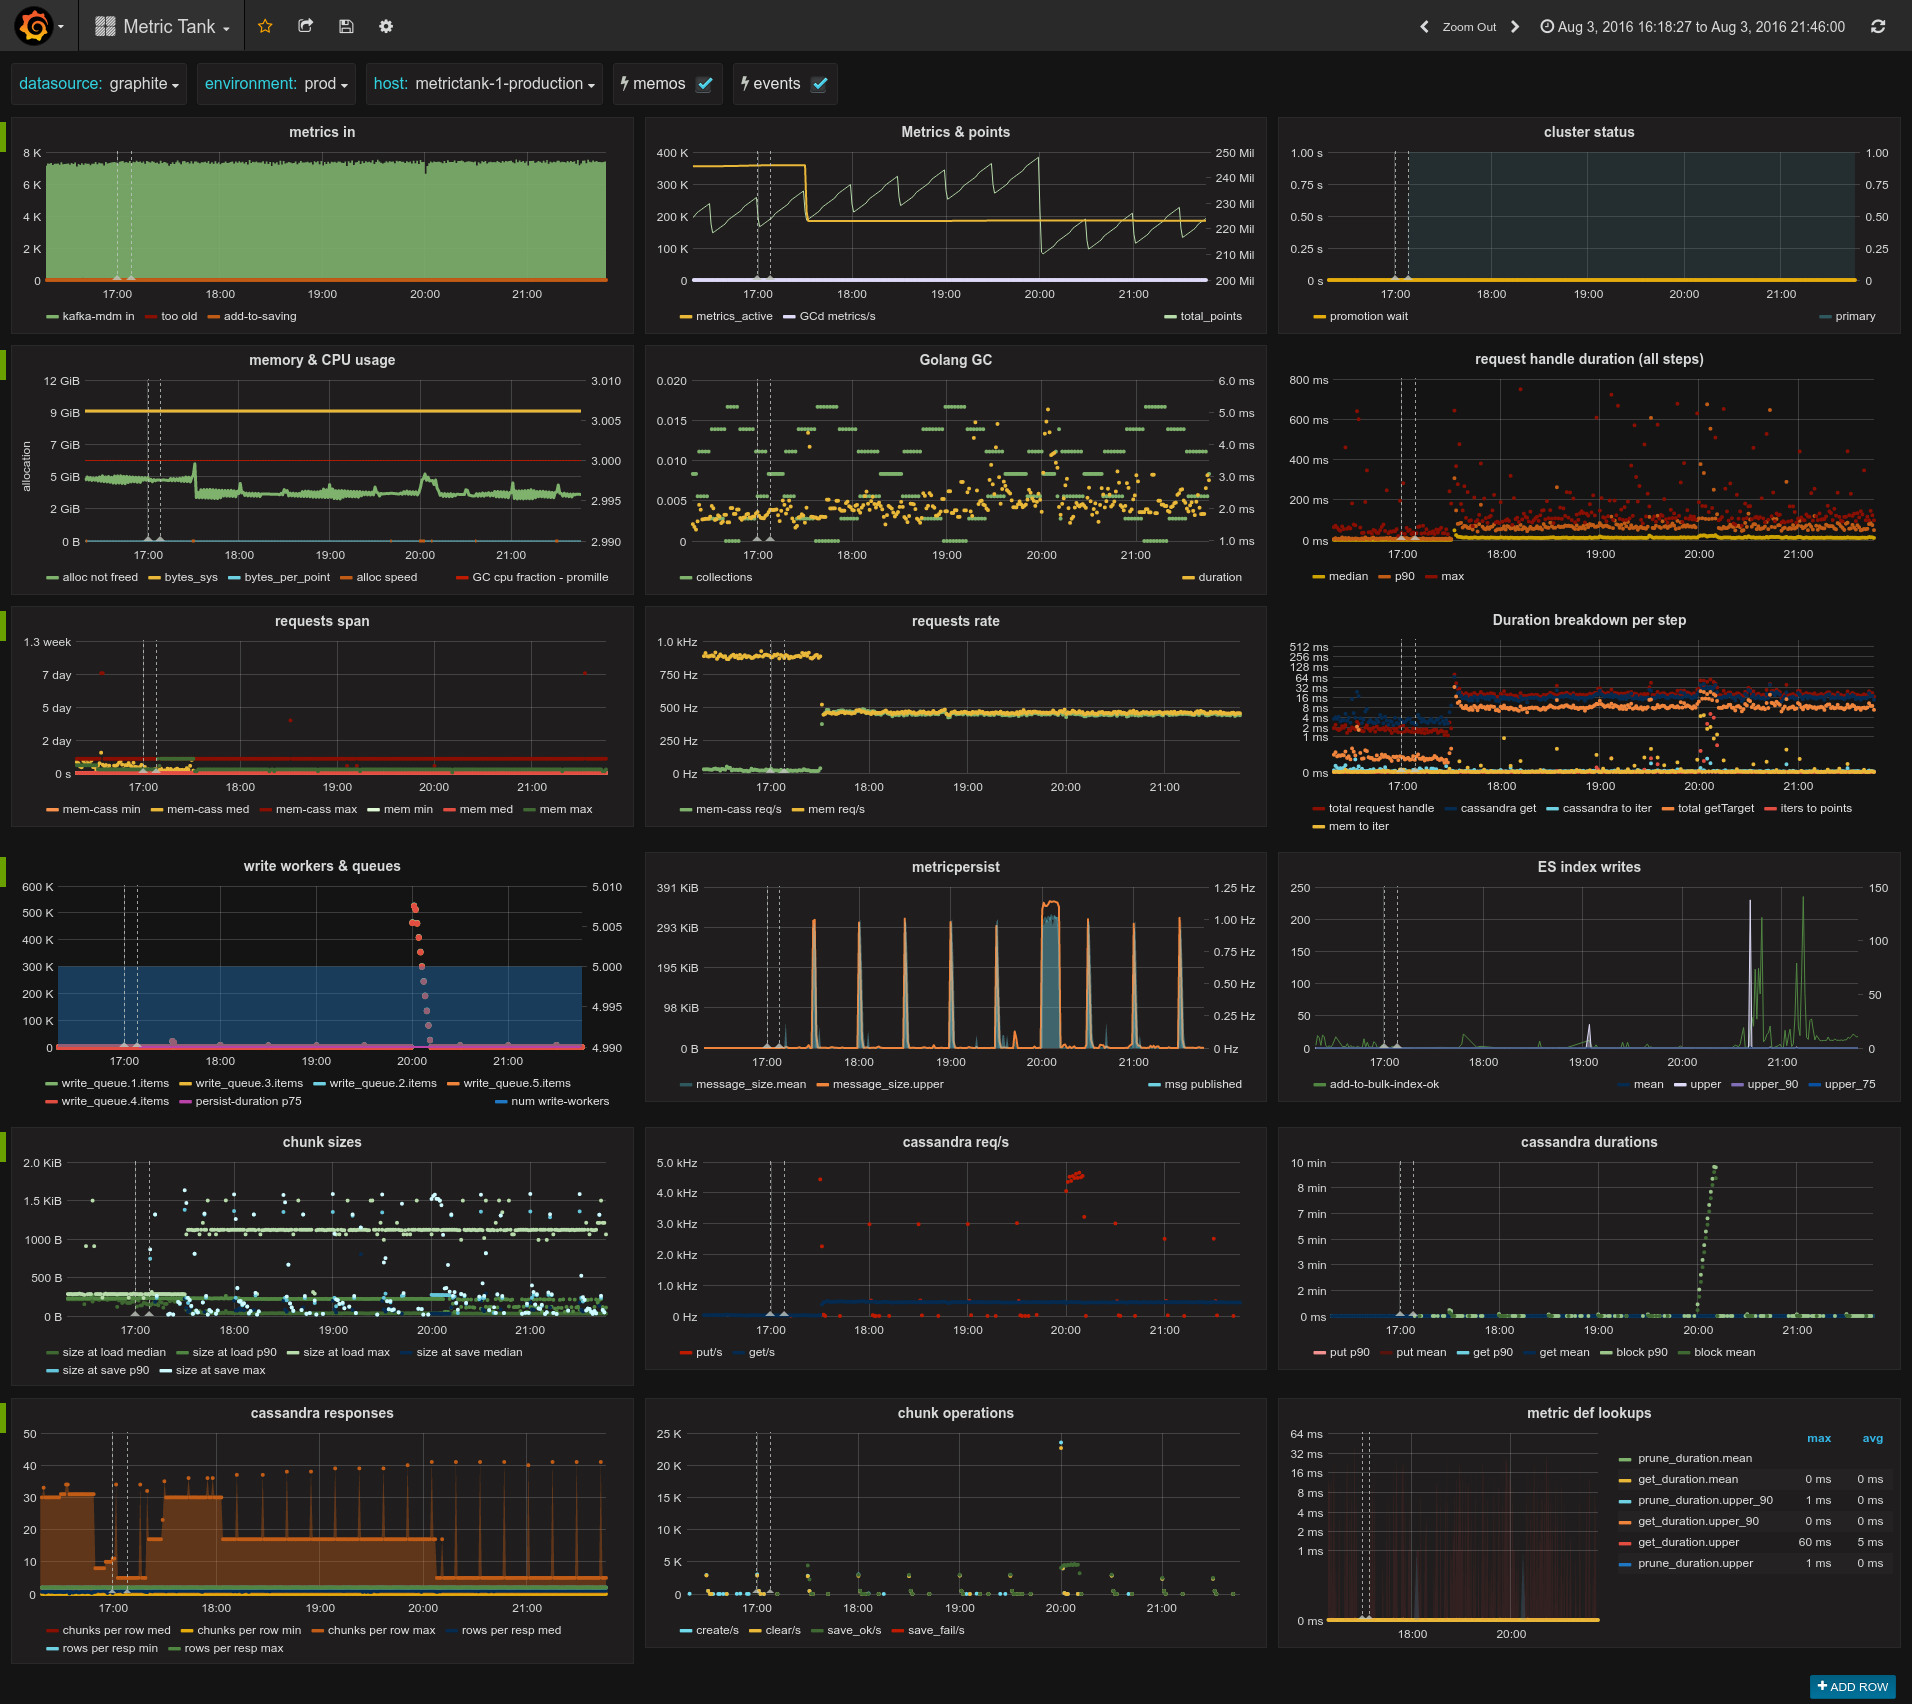 Metric Tank
Zoom Out
Aug 3, 2016 16:18:27 to Aug 3, 2016 21:46:00
datasource: graphite
environment: prod
host: metrictank-1-production
memos
events
metrics in
8 K
6 K
4 K
2 K
0
17:00 18:00 19:00 20:00 21:00
kafka-mdm in too old add-to-saving
Metrics & points
400 K 250 Mil
240 Mil
300 K
230 Mil
200 K
220 Mil
100 K
210 Mil
0 200 Mil
17:00 18:00 19:00 20:00 21:00
metrics_active GCd metrics/s total_points
cluster status
1.00 s 1.00
0.75 s 0.75
0.50 s 0.50
0.25 s 0.25
0 s 0
17:00 18:00 19:00 20:00 21:00
promotion wait primary
memory & CPU usage
allocation
12 GiB 3.010
9 GiB
3.005
7 GiB
3.000
5 GiB
2.995
2 GiB
0 B 2.990
17:00 18:00 19:00 20:00 21:00
alloc not freed bytes_sys bytes_per_point alloc speed GC cpu fraction - promille
Golang GC
0.020 6.0 ms
5.0 ms
0.015
4.0 ms
0.010
3.0 ms
0.005
2.0 ms
0 1.0 ms
17:00 18:00 19:00 20:00 21:00
collections duration
request handle duration (all steps)
800 ms
600 ms
400 ms
200 ms
0 ms
17:00 18:00 19:00 20:00 21:00
median p90 max
requests span
1.3 week
7 day
5 day
2 day
0 s
17:00 18:00 19:00 20:00 21:00
mem-cass min mem-cass med mem-cass max mem min mem med mem max
requests rate
1.0 kHz
750 Hz
500 Hz
250 Hz
0 Hz
17:00 18:00 19:00 20:00 21:00
mem-cass req/s mem req/s
Duration breakdown per step
512 ms
256 ms
128 ms
64 ms
32 ms
16 ms
8 ms
4 ms
2 ms
1 ms
0 ms
17:00 18:00 19:00 20:00 21:00
total request handle cassandra get cassandra to iter total getTarget iters to points
mem to iter
write workers & queues
600 K 5.010
500 K
5.005
400 K
300 K 5.000
200 K
4.995
100 K
0 4.990
17:00 18:00 19:00 20:00 21:00
write_queue.1.items write_queue.3.items write_queue.2.items write_queue.5.items
write_queue.4.items persist-duration p75 num write-workers
metricpersist
391 KiB 1.25 Hz
293 KiB 1.00 Hz
0.75 Hz
195 KiB
0.50 Hz
98 KiB
0.25 Hz
0 B 0 Hz
17:00 18:00 19:00 20:00 21:00
message_size.mean message_size.upper msg published
ES index writes
250 150
200
100
150
100
50
50
0 0
17:00 18:00 19:00 20:00 21:00
add-to-bulk-index-ok mean upper upper_90 upper_75
chunk sizes
2.0 KiB
1.5 KiB
1000 B
500 B
0 B
17:00 18:00 19:00 20:00 21:00
size at load median size at load p90 size at load max size at save median
size at save p90 size at save max
cassandra req/s
5.0 kHz
4.0 kHz
3.0 kHz
2.0 kHz
1.0 kHz
0 Hz
17:00 18:00 19:00 20:00 21:00
put/s get/s
cassandra durations
10 min
8 min
7 min
5 min
3 min
2 min
0 ms
17:00 18:00 19:00 20:00 21:00
put p90 put mean get p90 get mean block p90 block mean
cassandra responses
50
40
30
20
10
0
17:00 18:00 19:00 20:00 21:00
chunks per row med chunks per row min chunks per row max rows per resp med
rows per resp min rows per resp max
chunk operations
25 K
20 K
15 K
10 K
5 K
0
17:00 18:00 19:00 20:00 21:00
create/s clear/s save_ok/s save_fail/s
metric def lookups
64 ms
32 ms
16 ms
8 ms
4 ms
2 ms
1 ms
0 ms
18:00 20:00
max avg
prune_duration.mean
get_duration.mean 0 ms 0 ms
prune_duration.upper_90 1 ms 0 ms
get_duration.upper_90 0 ms 0 ms
get_duration.upper 60 ms 5 ms
prune_duration.upper 1 ms 0 ms
ADD ROW